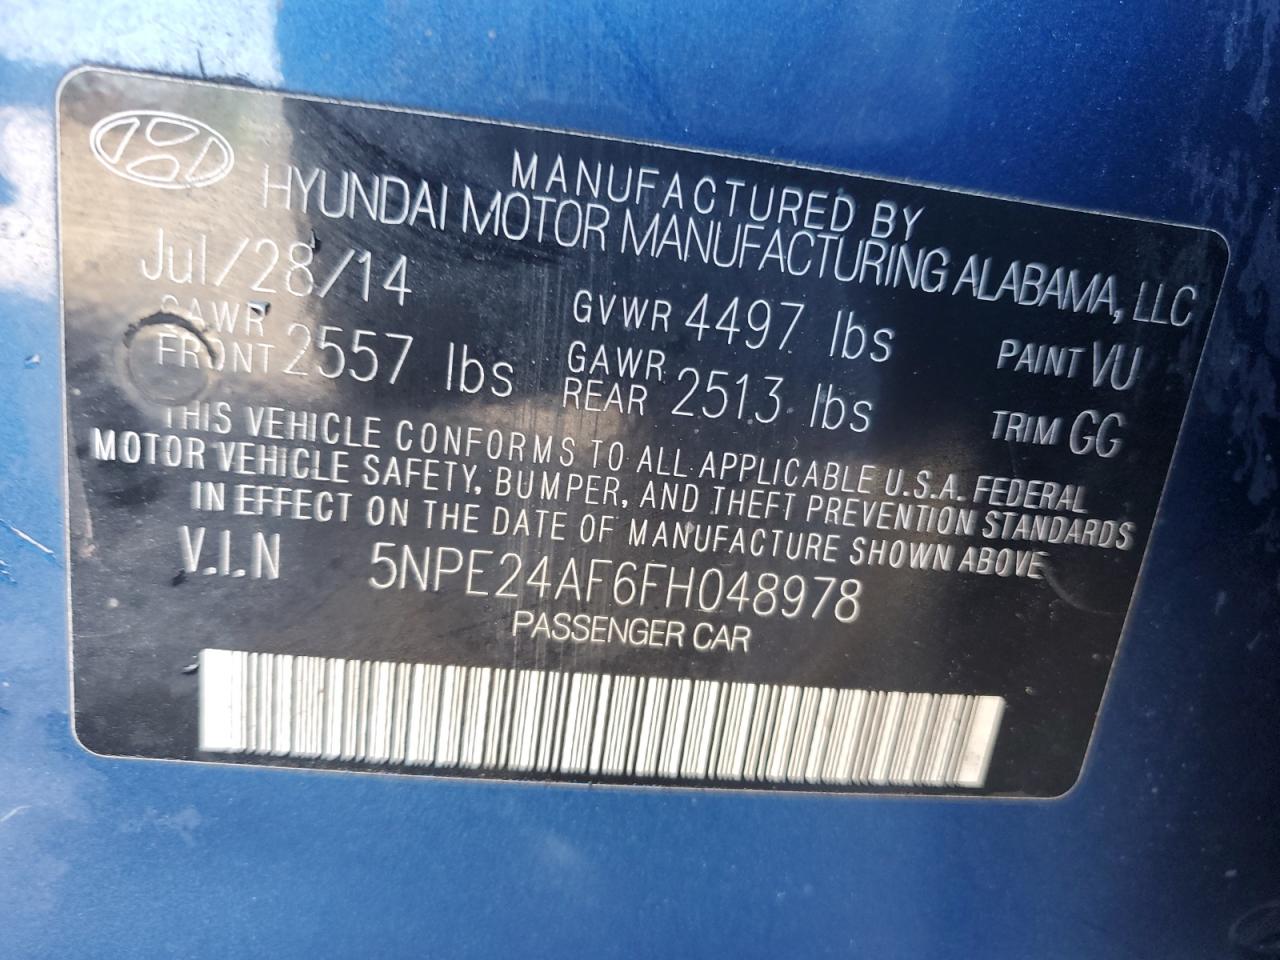 MANUFACTURED BY
HYUNDAI MOTOR MANUFACTURING ALABAMA, LLC
Jul/28/14
GVWR 4497 lbs
PAINT VU
GAWR FRONT 2557 lbs
GAWR REAR 2513 lbs
TRIM GG
THIS VEHICLE CONFORMS TO ALL APPLICABLE U.S.A. FEDERAL
MOTOR VEHICLE SAFETY, BUMPER, AND THEFT PREVENTION STANDARDS
IN EFFECT ON THE DATE OF MANUFACTURE SHOWN ABOVE
V.I.N 5NPE24AF6FH048978
PASSENGER CAR